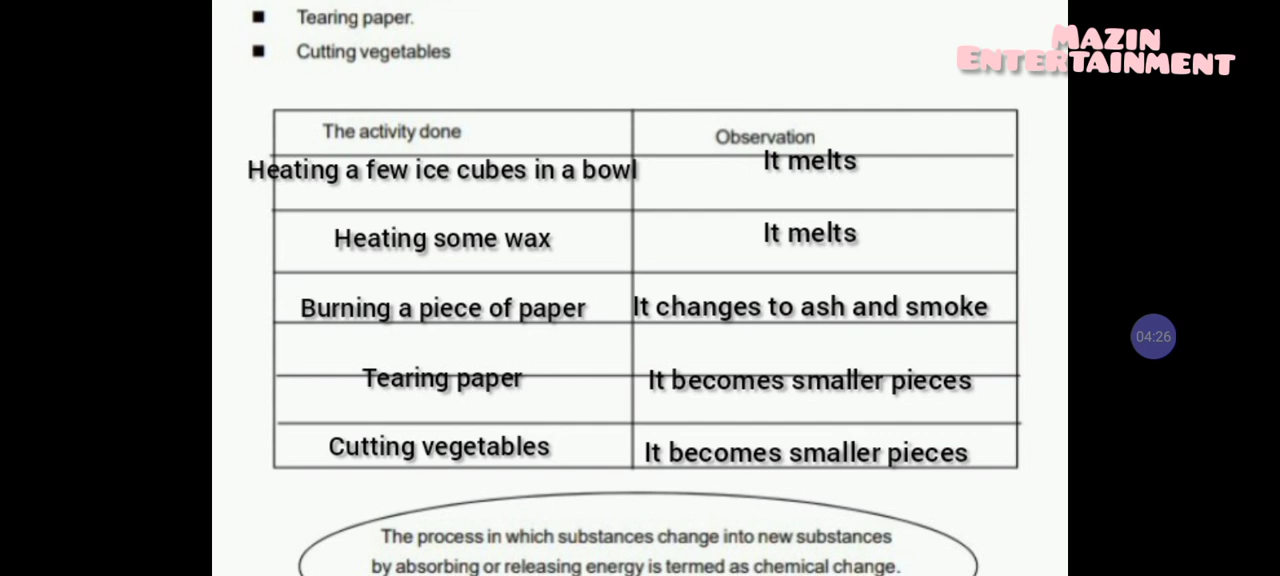 ■ Tearing paper.
■ Cutting vegetables
MAZIN
ENTERTAINMENT
The activity done Observation
Heating a few ice cubes in a bowl It melts
Heating some wax It melts
Burning a piece of paper It changes to ash and smoke
Tearing paper It becomes smaller pieces
Cutting vegetables It becomes smaller pieces
04:26
The process in which substances change into new substances
by absorbing or releasing energy is termed as chemical change.